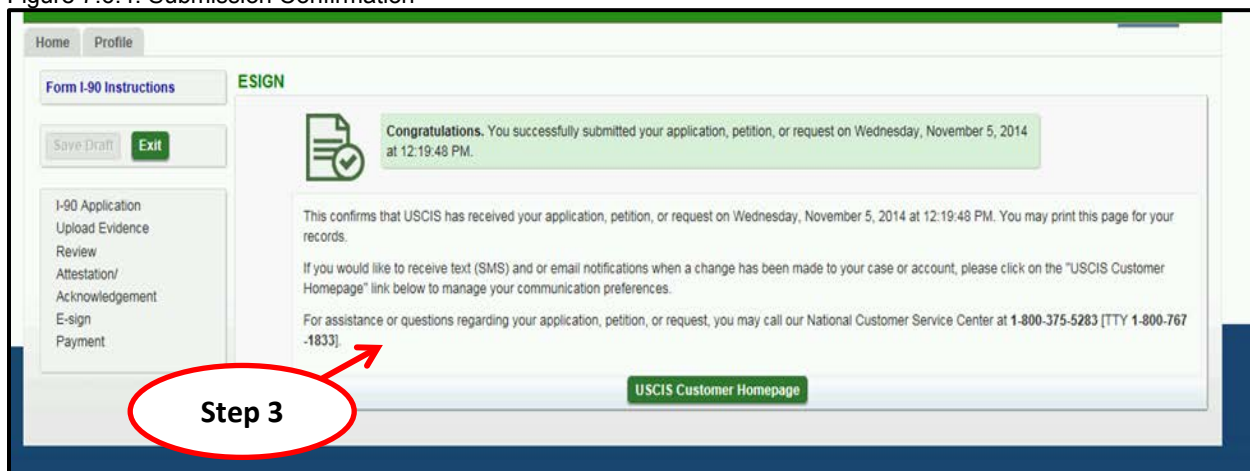 Home Profile
Form I-90 Instructions
ESIGN
Save Draft Exit
Congratulations. You successfully submitted your application, petition, or request on Wednesday, November 5, 2014
at 12:19:48 PM.
I-90 Application
Upload Evidence
Review
Attestation/
Acknowledgement
E-sign
Payment
This confirms that USCIS has received your application, petition, or request on Wednesday, November 5, 2014 at 12:19:48 PM. You may print this page for your
records.
If you would like to receive text (SMS) and or email notifications when a change has been made to your case or account, please click on the "USCIS Customer
Homepage" link below to manage your communication preferences.
For assistance or questions regarding your application, petition, or request, you may call our National Customer Service Center at 1-800-375-5283 [TTY 1-800-767
-1833].
USCIS Customer Homepage
Step 3